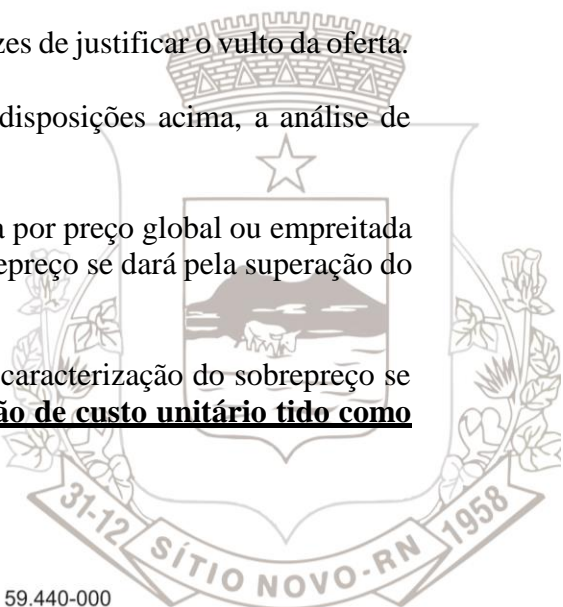 zes de justificar o vulto da oferta.
disposições acima, a análise de
a por preço global ou empreitada
epreço se dará pela superação do
caracterização do sobrepreço se
ão de custo unitário tido como
31-12 SÍTIO NOVO-RN 1958
59.440-000